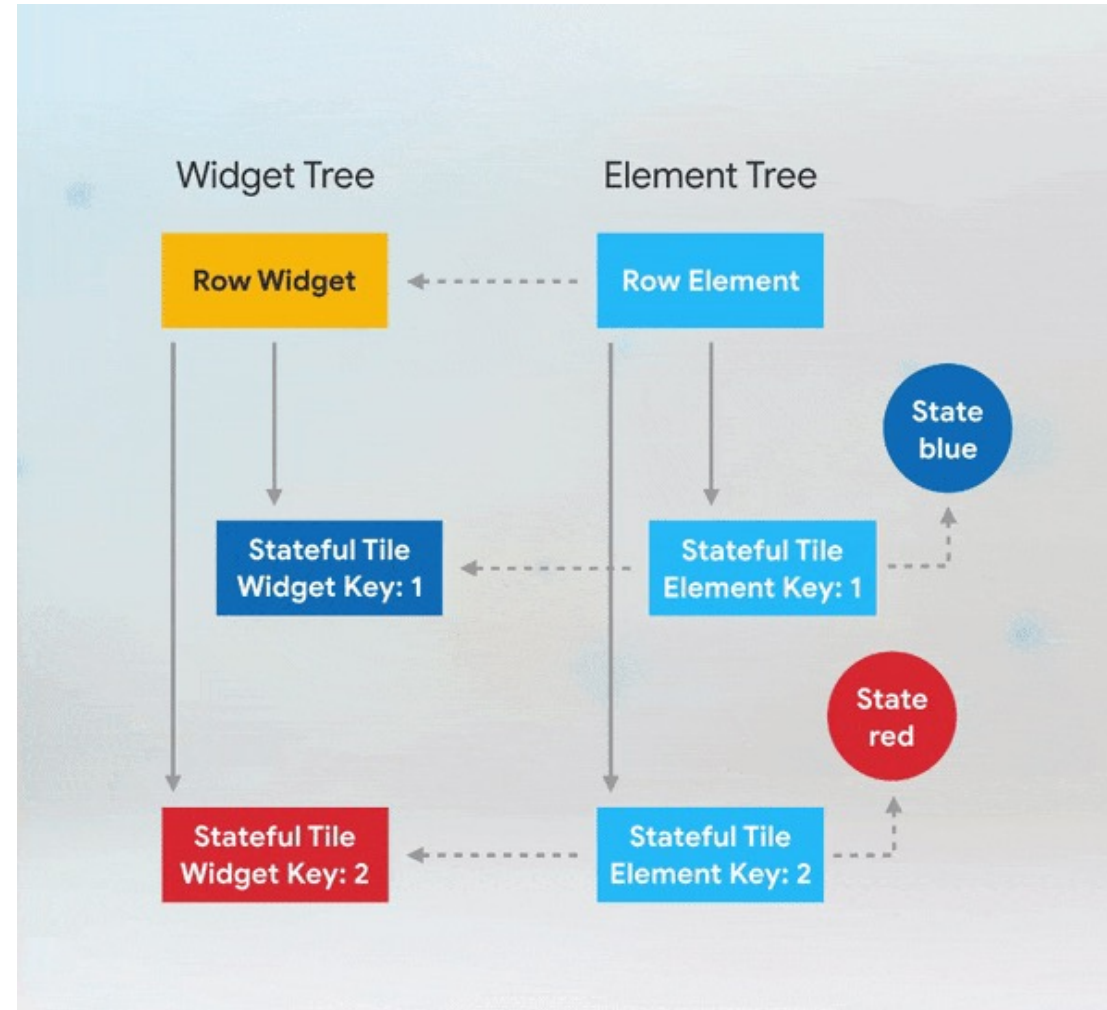 Widget Tree
Element Tree
Row Widget
Row Element
State
blue
Stateful Tile
Widget Key: 1
Stateful Tile
Element Key: 1
State
red
Stateful Tile
Widget Key: 2
Stateful Tile
Element Key: 2